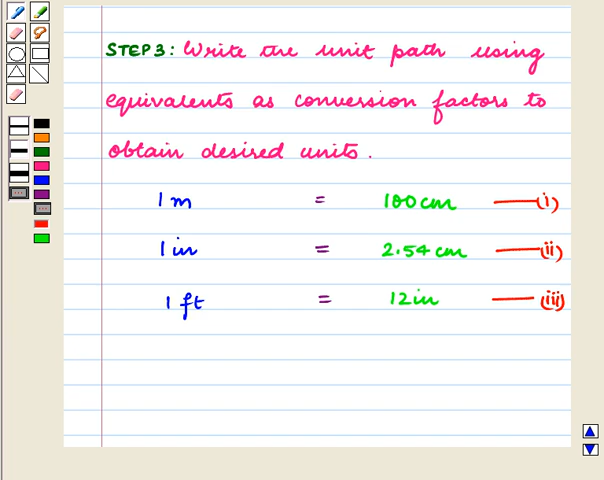 STEP 3: Write the unit path using
equivalents as conversion factors to
obtain desired units.
1 m = 100 cm —— (i)
1 in = 2.54 cm —— (ii)
1 ft = 12 in —— (iii)